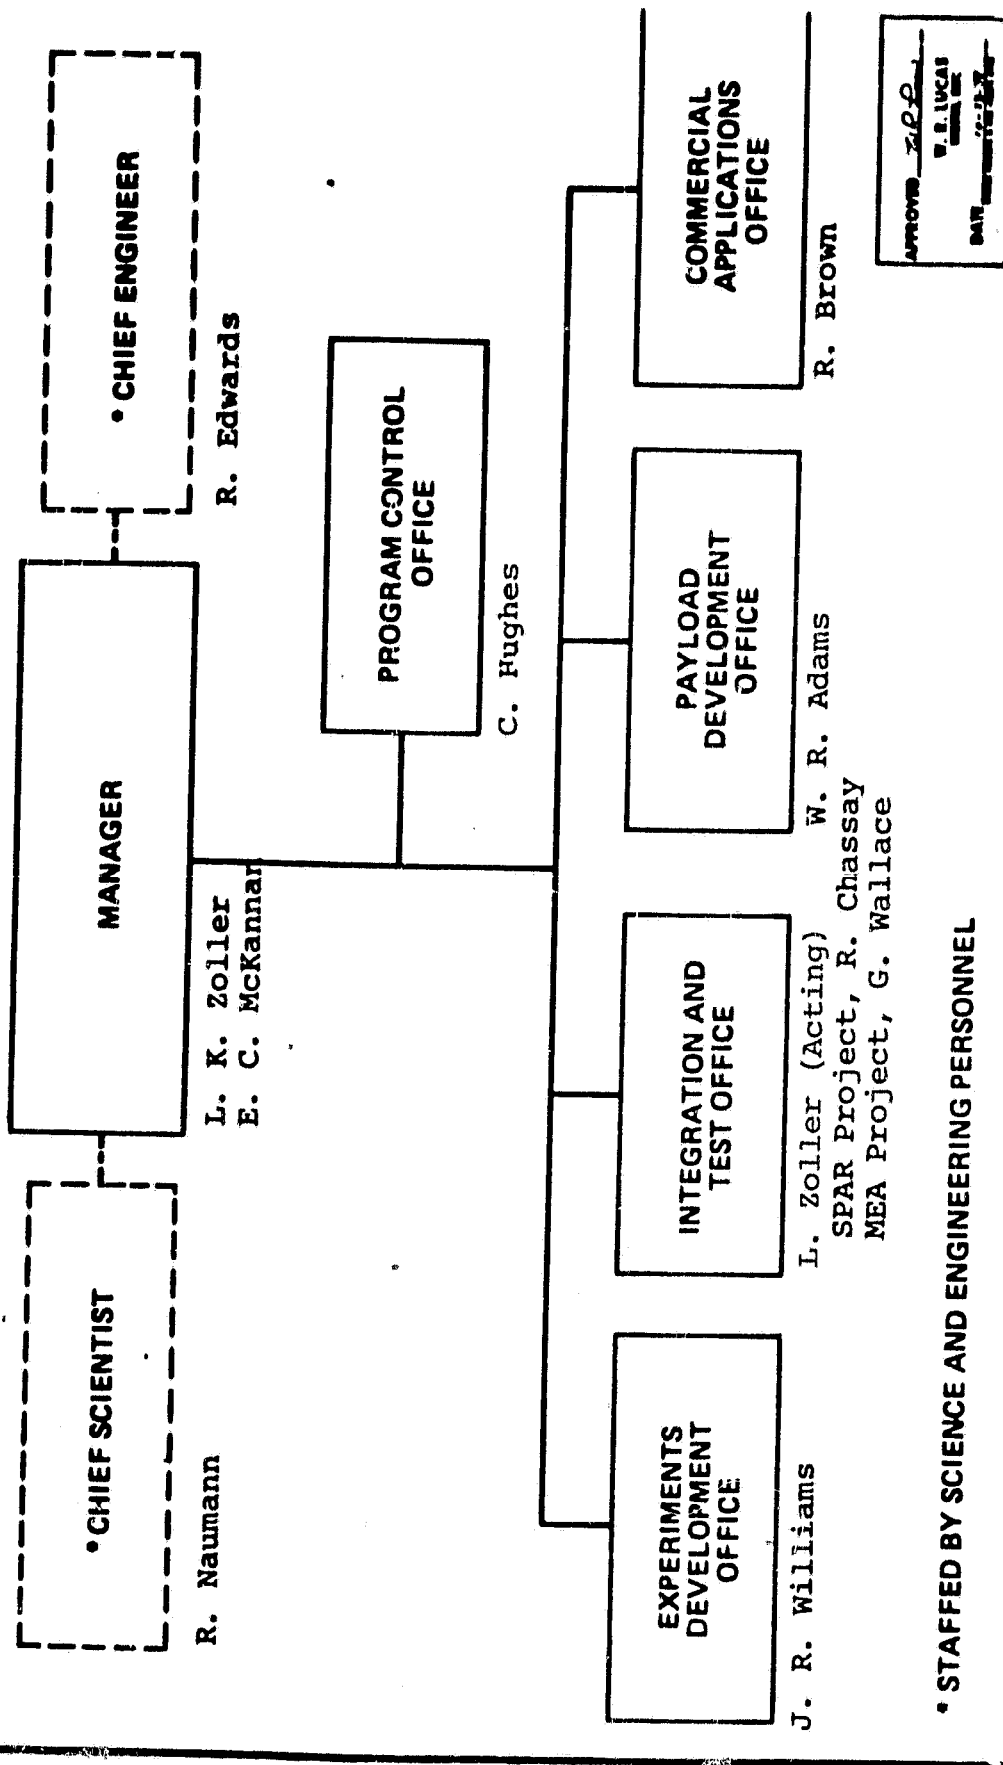 * CHIEF SCIENTIST
R. Naumann
MANAGER
L. K. Zoller
E. C. McKannan
* CHIEF ENGINEER
R. Edwards
PROGRAM CONTROL
OFFICE
C. Hughes
EXPERIMENTS
DEVELOPMENT
OFFICE
J. R. Williams
INTEGRATION AND
TEST OFFICE
L. Zoller (Acting)
SPAR Project, R. Chassay
MEA Project, G. Wallace
PAYLOAD
DEVELOPMENT
OFFICE
W. R. Adams
COMMERCIAL
APPLICATIONS
OFFICE
R. Brown
* STAFFED BY SCIENCE AND ENGINEERING PERSONNEL
APPROVED
W. R. LUCAS
DATE